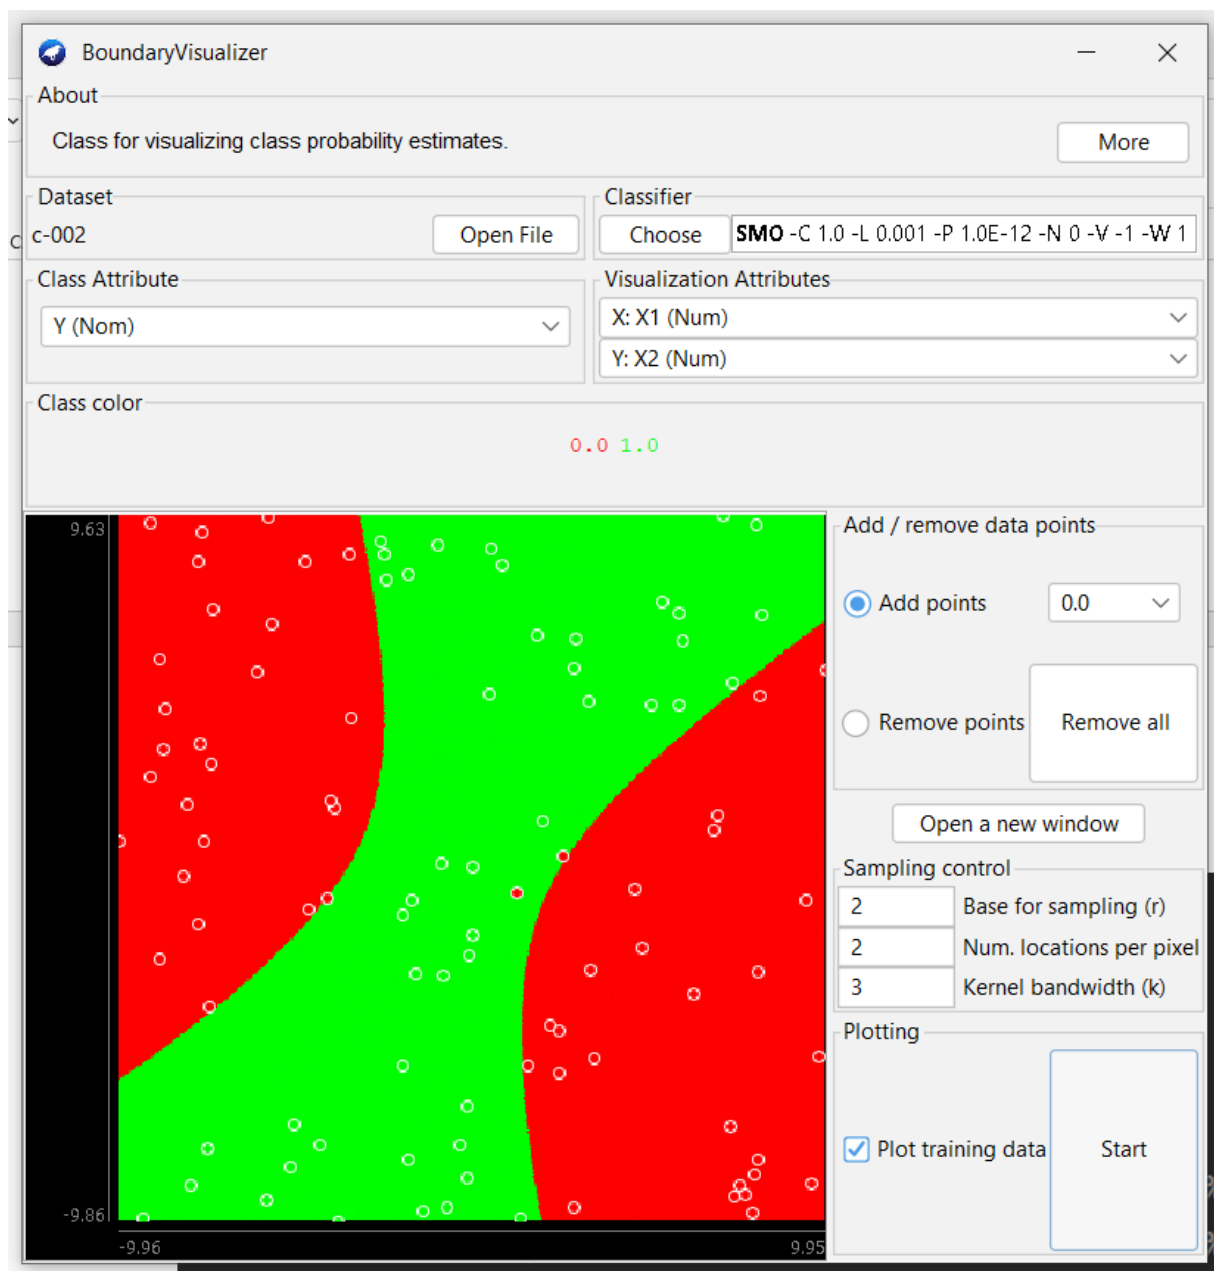 BoundaryVisualizer
About
Class for visualizing class probability estimates.
More
Dataset
c-002
Open File
Classifier
Choose
SMO -C 1.0 -L 0.001 -P 1.0E-12 -N 0 -V -1 -W 1
Class Attribute
Y (Nom)
Visualization Attributes
X: X1 (Num)
Y: X2 (Num)
Class color
0.0 1.0
9.63
-9.86
-9.96
9.95
Add / remove data points
Add points
0.0
Remove points
Remove all
Open a new window
Sampling control
2 Base for sampling (r)
2 Num. locations per pixel
3 Kernel bandwidth (k)
Plotting
Plot training data
Start